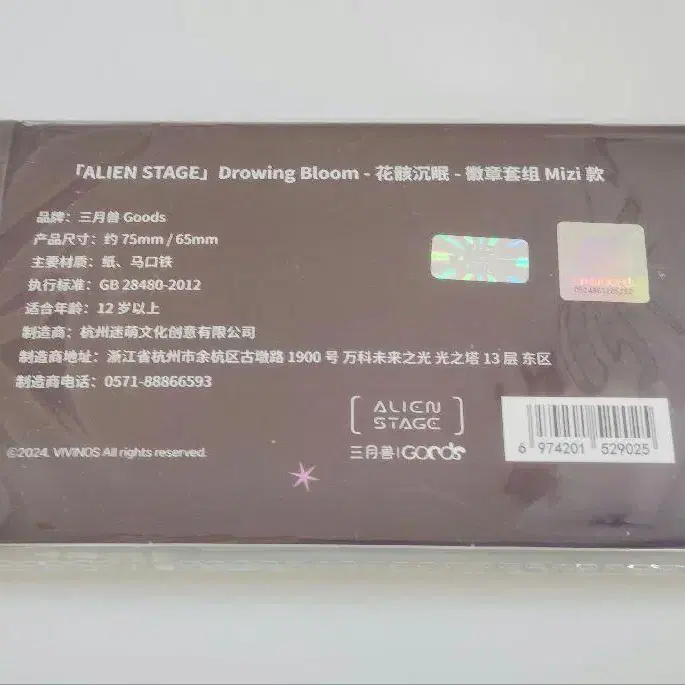 「ALIEN STAGE」Drowing Bloom - 花骸沉眠 - 徽章套组 Mizi 款
品牌：三月兽 Goods
产品尺寸：约 75mm / 65mm
主要材质：纸、马口铁
执行标准：GB 28480-2012
适合年龄：12 岁以上
制造商：杭州迷萌文化创意有限公司
制造商地址：浙江省杭州市余杭区古墩路 1900 号 万科未来之光 光之塔 13 层 东区
制造商电话：0571-88866593
ALIEN
STAGE
三月兽 Goods
©2024. VIVINOS All rights reserved.
6 974201 529025